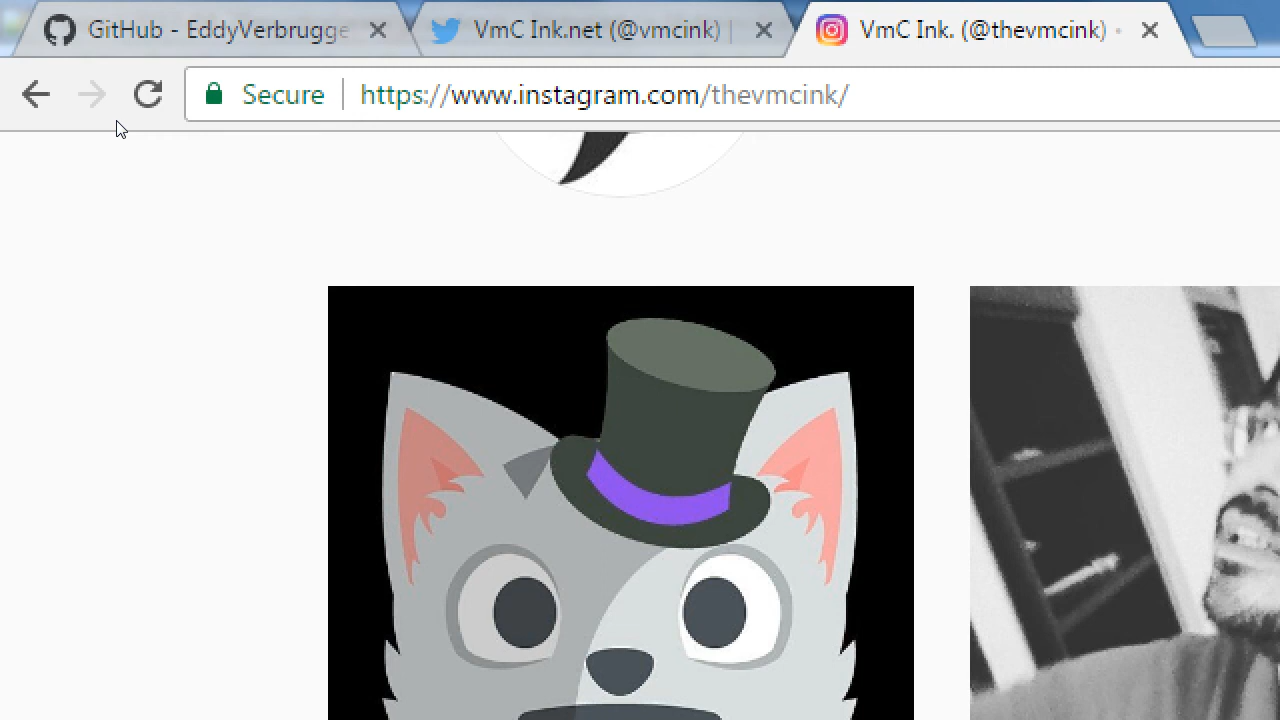 GitHub - EddyVerbrugge
VmC Ink.net (@vmcink) |
VmC Ink. (@thevmcink) •
Secure | https://www.instagram.com/thevmcink/